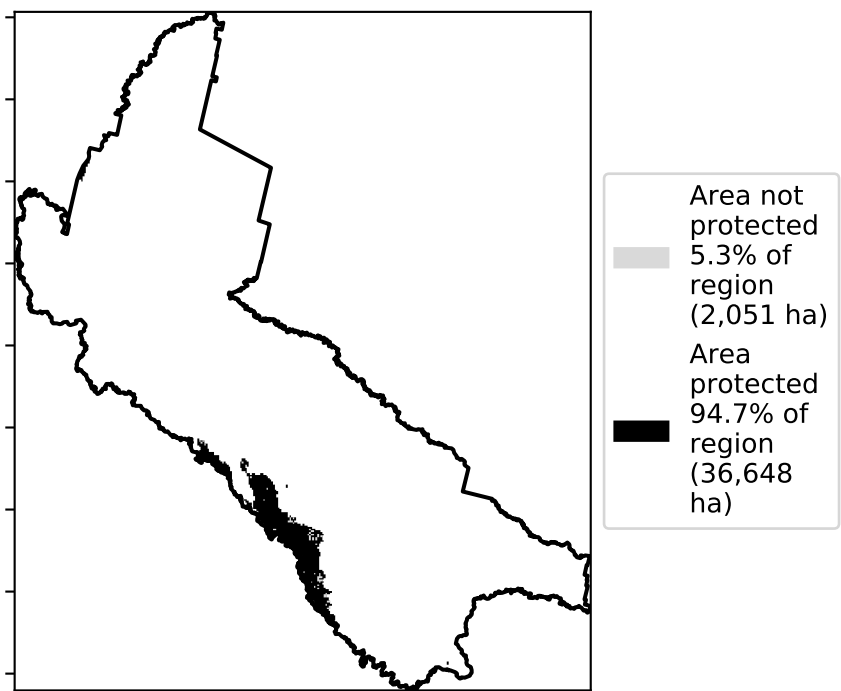 Area not
protected
5.3% of
region
(2,051 ha)
Area
protected
94.7% of
region
(36,648
ha)